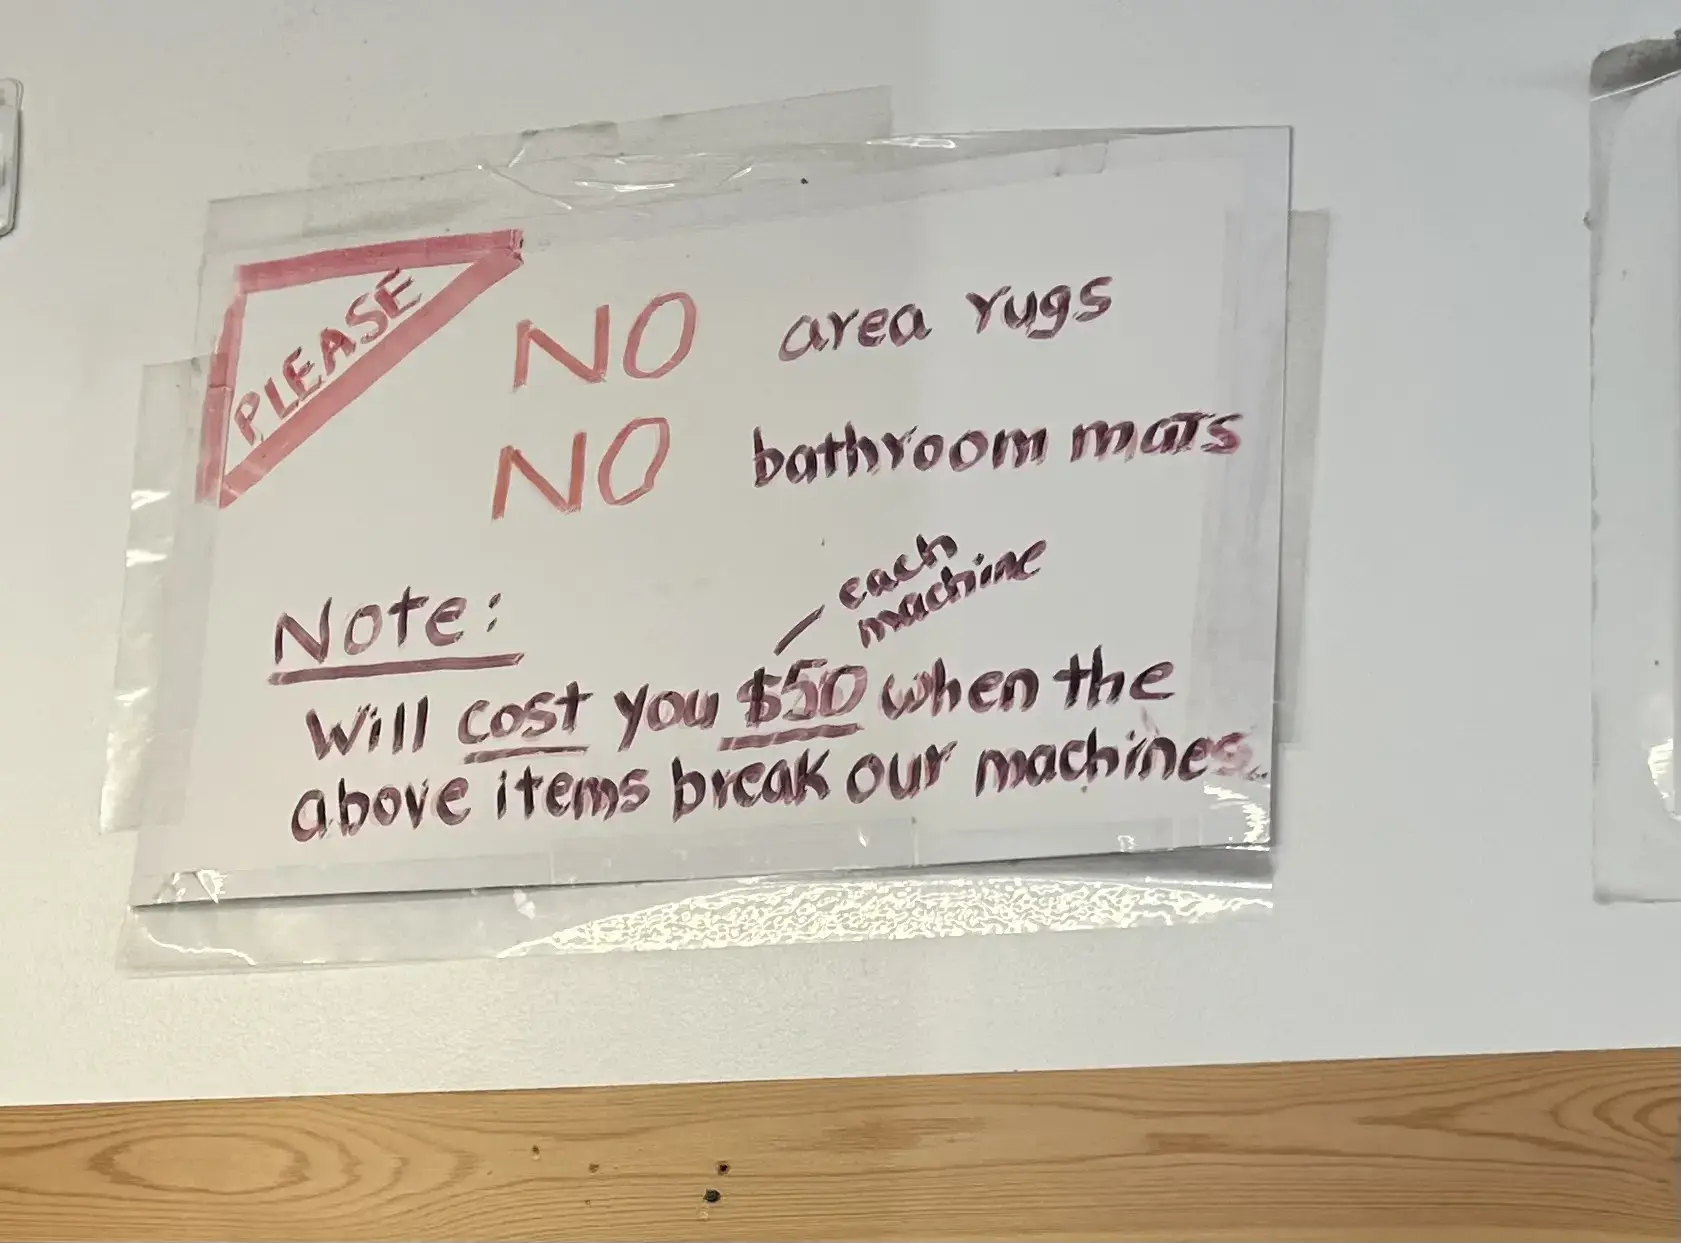 PLEASE
NO area rugs
NO bathroom mats
Note:
each
machine
Will cost you $50 when the
above items break our machines.